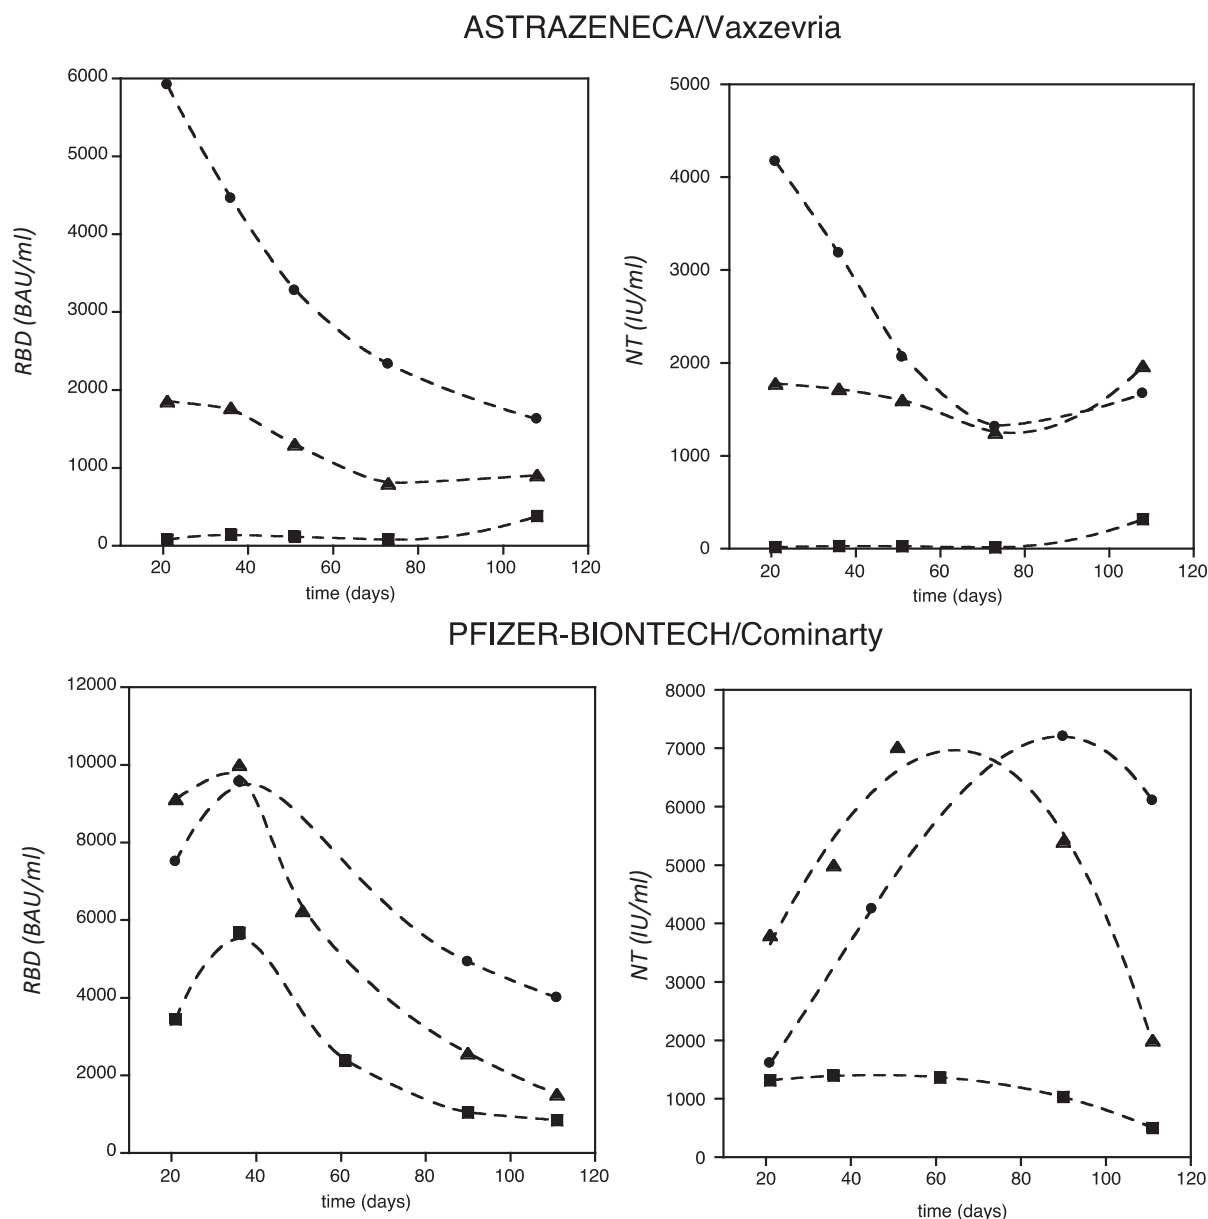 ASTRAZENECA/Vaxzevria
6000
5000
4000
3000
2000
1000
0
RBD (BAU/ml)
20 40 60 80 100 120
time (days)
5000
4000
3000
2000
1000
0
NT (IU/ml)
20 40 60 80 100 120
time (days)
PFIZER-BIONTECH/Cominarty
12000
10000
8000
6000
4000
2000
0
RBD (BAU/ml)
20 40 60 80 100 120
time (days)
8000
7000
6000
5000
4000
3000
2000
1000
0
NT (IU/ml)
20 40 60 80 100 120
time (days)